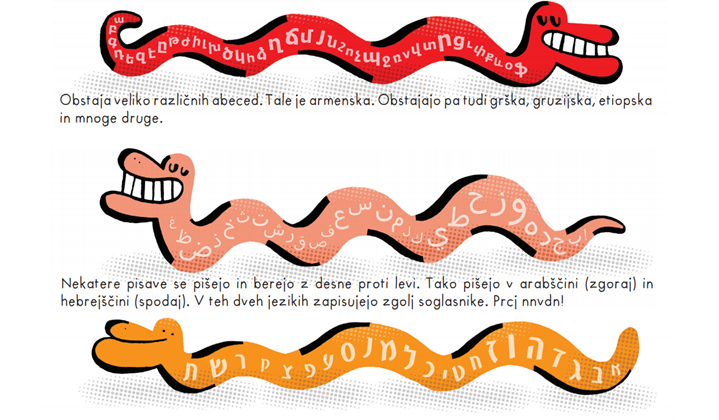 աբգդեզէըթժիլխծկհձղճմյնշոչպջռսվտրցւփքևօֆ
Obstaja veliko različnih abeced. Tale je armenska. Obstajajo pa tudi grška, gruzijska, etiopska
in mnoge druge.
ا ب ج د ه و ز ح ط ي ك ل م ن س ع ف ص ق ر ش ت ث خ ذ ض ظ غ
Nekatere pisave se pišejo in berejo z desne proti levi. Tako pišejo v arabščini (zgoraj) in
hebrejščini (spodaj). V teh dveh jezikih zapisujejo zgolj soglasnike. Prcj nnvdn!
א ב ג ד ה ו ז ח ט י כ ל מ נ ס ע פ צ ק ר ש ת